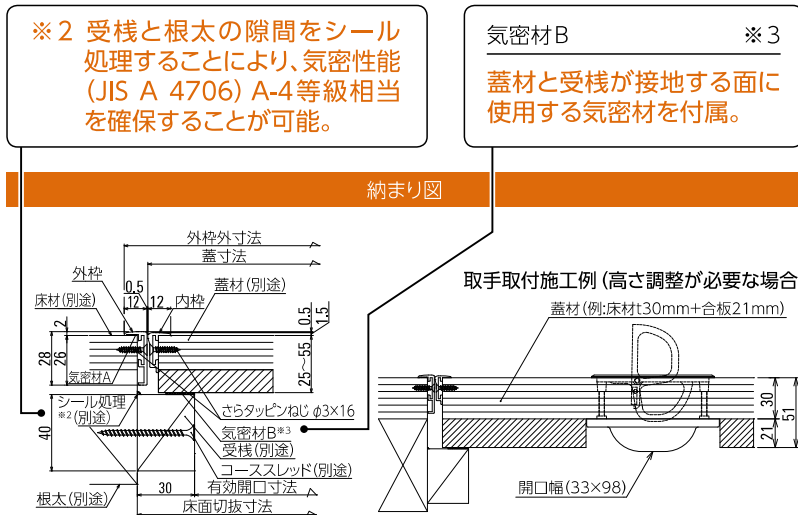 ※2 受桟と根太の隙間をシール
処理することにより、気密性能
(JIS A 4706) A-4等級相当
を確保することが可能。
気密材B ※3
蓋材と受桟が接地する面に
使用する気密材を付属。
納まり図
外枠外寸法
蓋寸法
外枠
0.5
12 12
内枠
蓋材(別途)
床材(別途)
2
0.5
1.5
28
26
25~55
気密材A
シール処理
※2(別途)
40
さらタッピンねじ φ3×16
気密材B※3
受桟(別途)
コーススレッド(別途)
30
有効開口寸法
根太(別途)
床面切抜寸法
取手取付施工例(高さ調整が必要な場合
蓋材(例:床材t30mm+合板21mm)
30
51
21
開口幅(33×98)